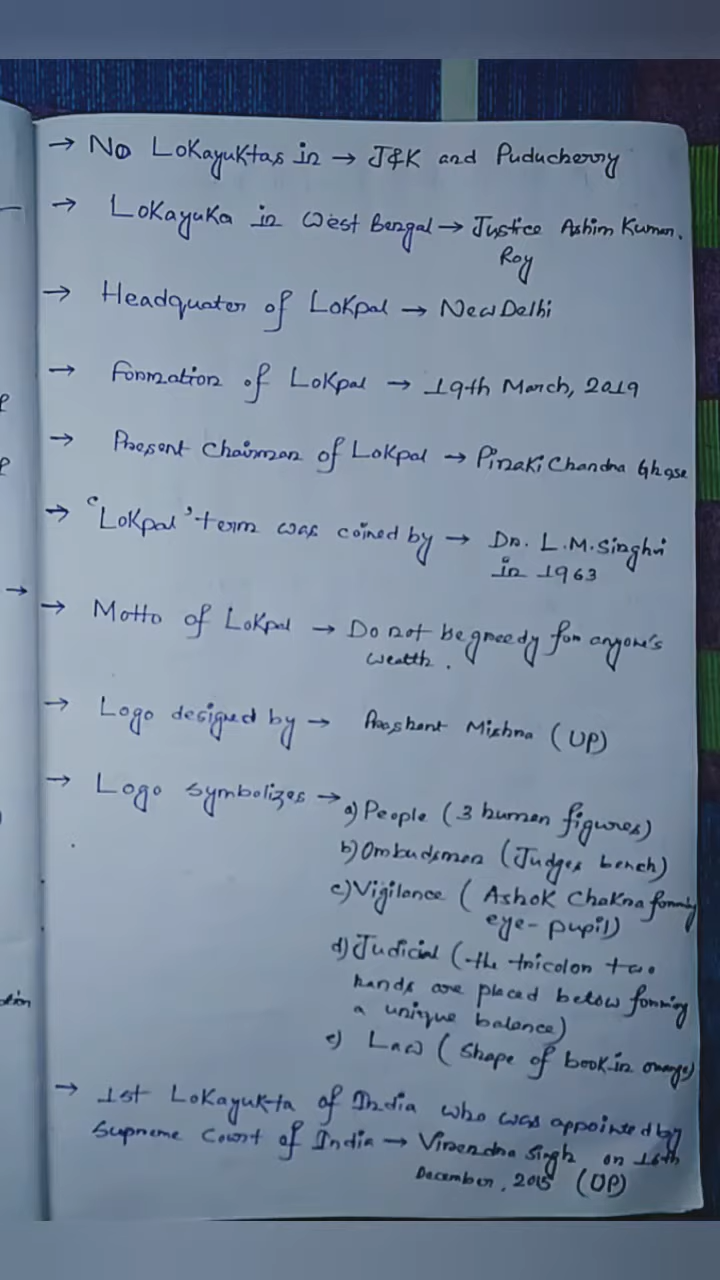 → No Lokayuktas in → J&K and Puducherry
→ Lokayuka in West Bengal → Justice Ashim Kumar.
Roy
→ Headquater of Lokpal → New Delhi
→ Formation of Lokpal → 19th March, 2019
→ Present Chairman of Lokpal → Pinaki Chandra Ghose
→ 'Lokpal' term was coined by → Dr. L.M. Singhvi
in 1963
→ Motto of Lokpal → Do not be greedy for anyone's
wealth.
→ Logo designed by → Prashant Mishra (UP)
→ Logo symbolizes → a) People (3 human figures)
b) Ombudsman (Judges bench)
c) Vigilance (Ashok Chakra forming
eye-pupil)
d) Judicial (the tricolor two
hands are placed below forming
a unique balance)
e) Law (shape of book in orange)
→ 1st Lokayukta of India who was appointed by
Supreme Court of India → Virendra Singh on 16th
December, 2015 (UP)